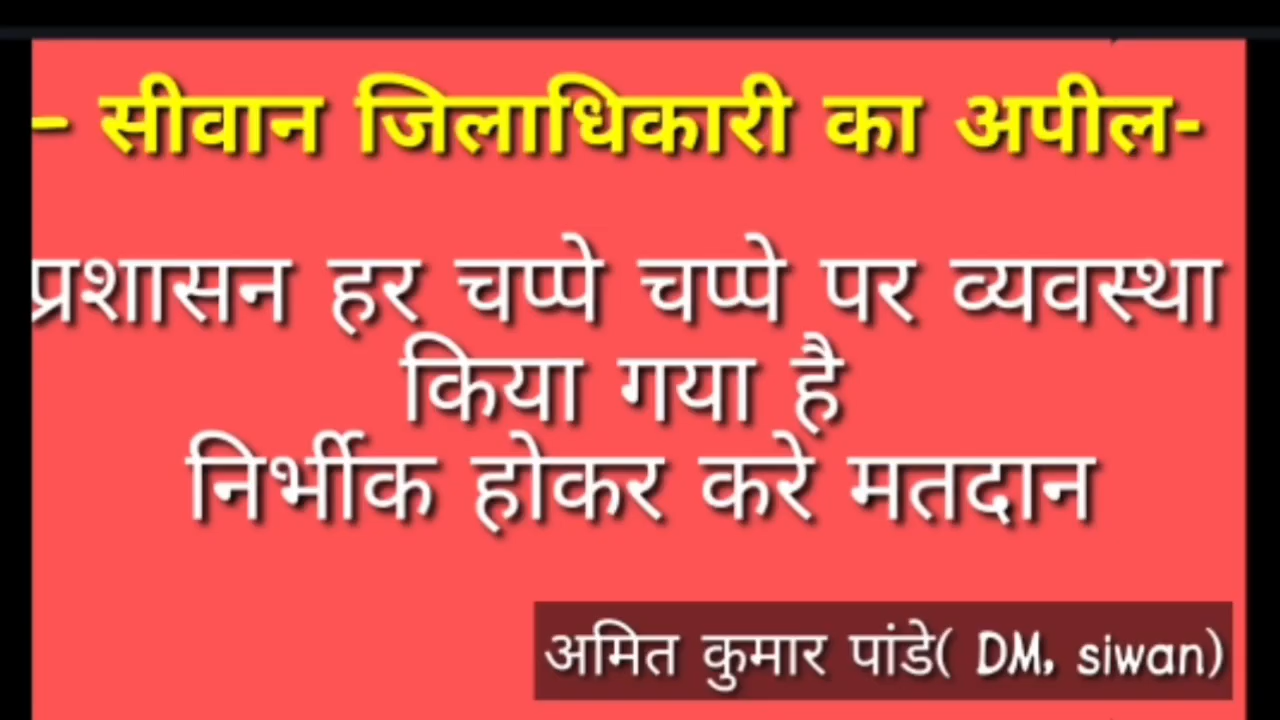 - सीवान जिलाधिकारी का अपील-
प्रशासन हर चप्पे चप्पे पर व्यवस्था
किया गया है
निर्भीक होकर करे मतदान
अमित कुमार पांडे( DM, siwan)